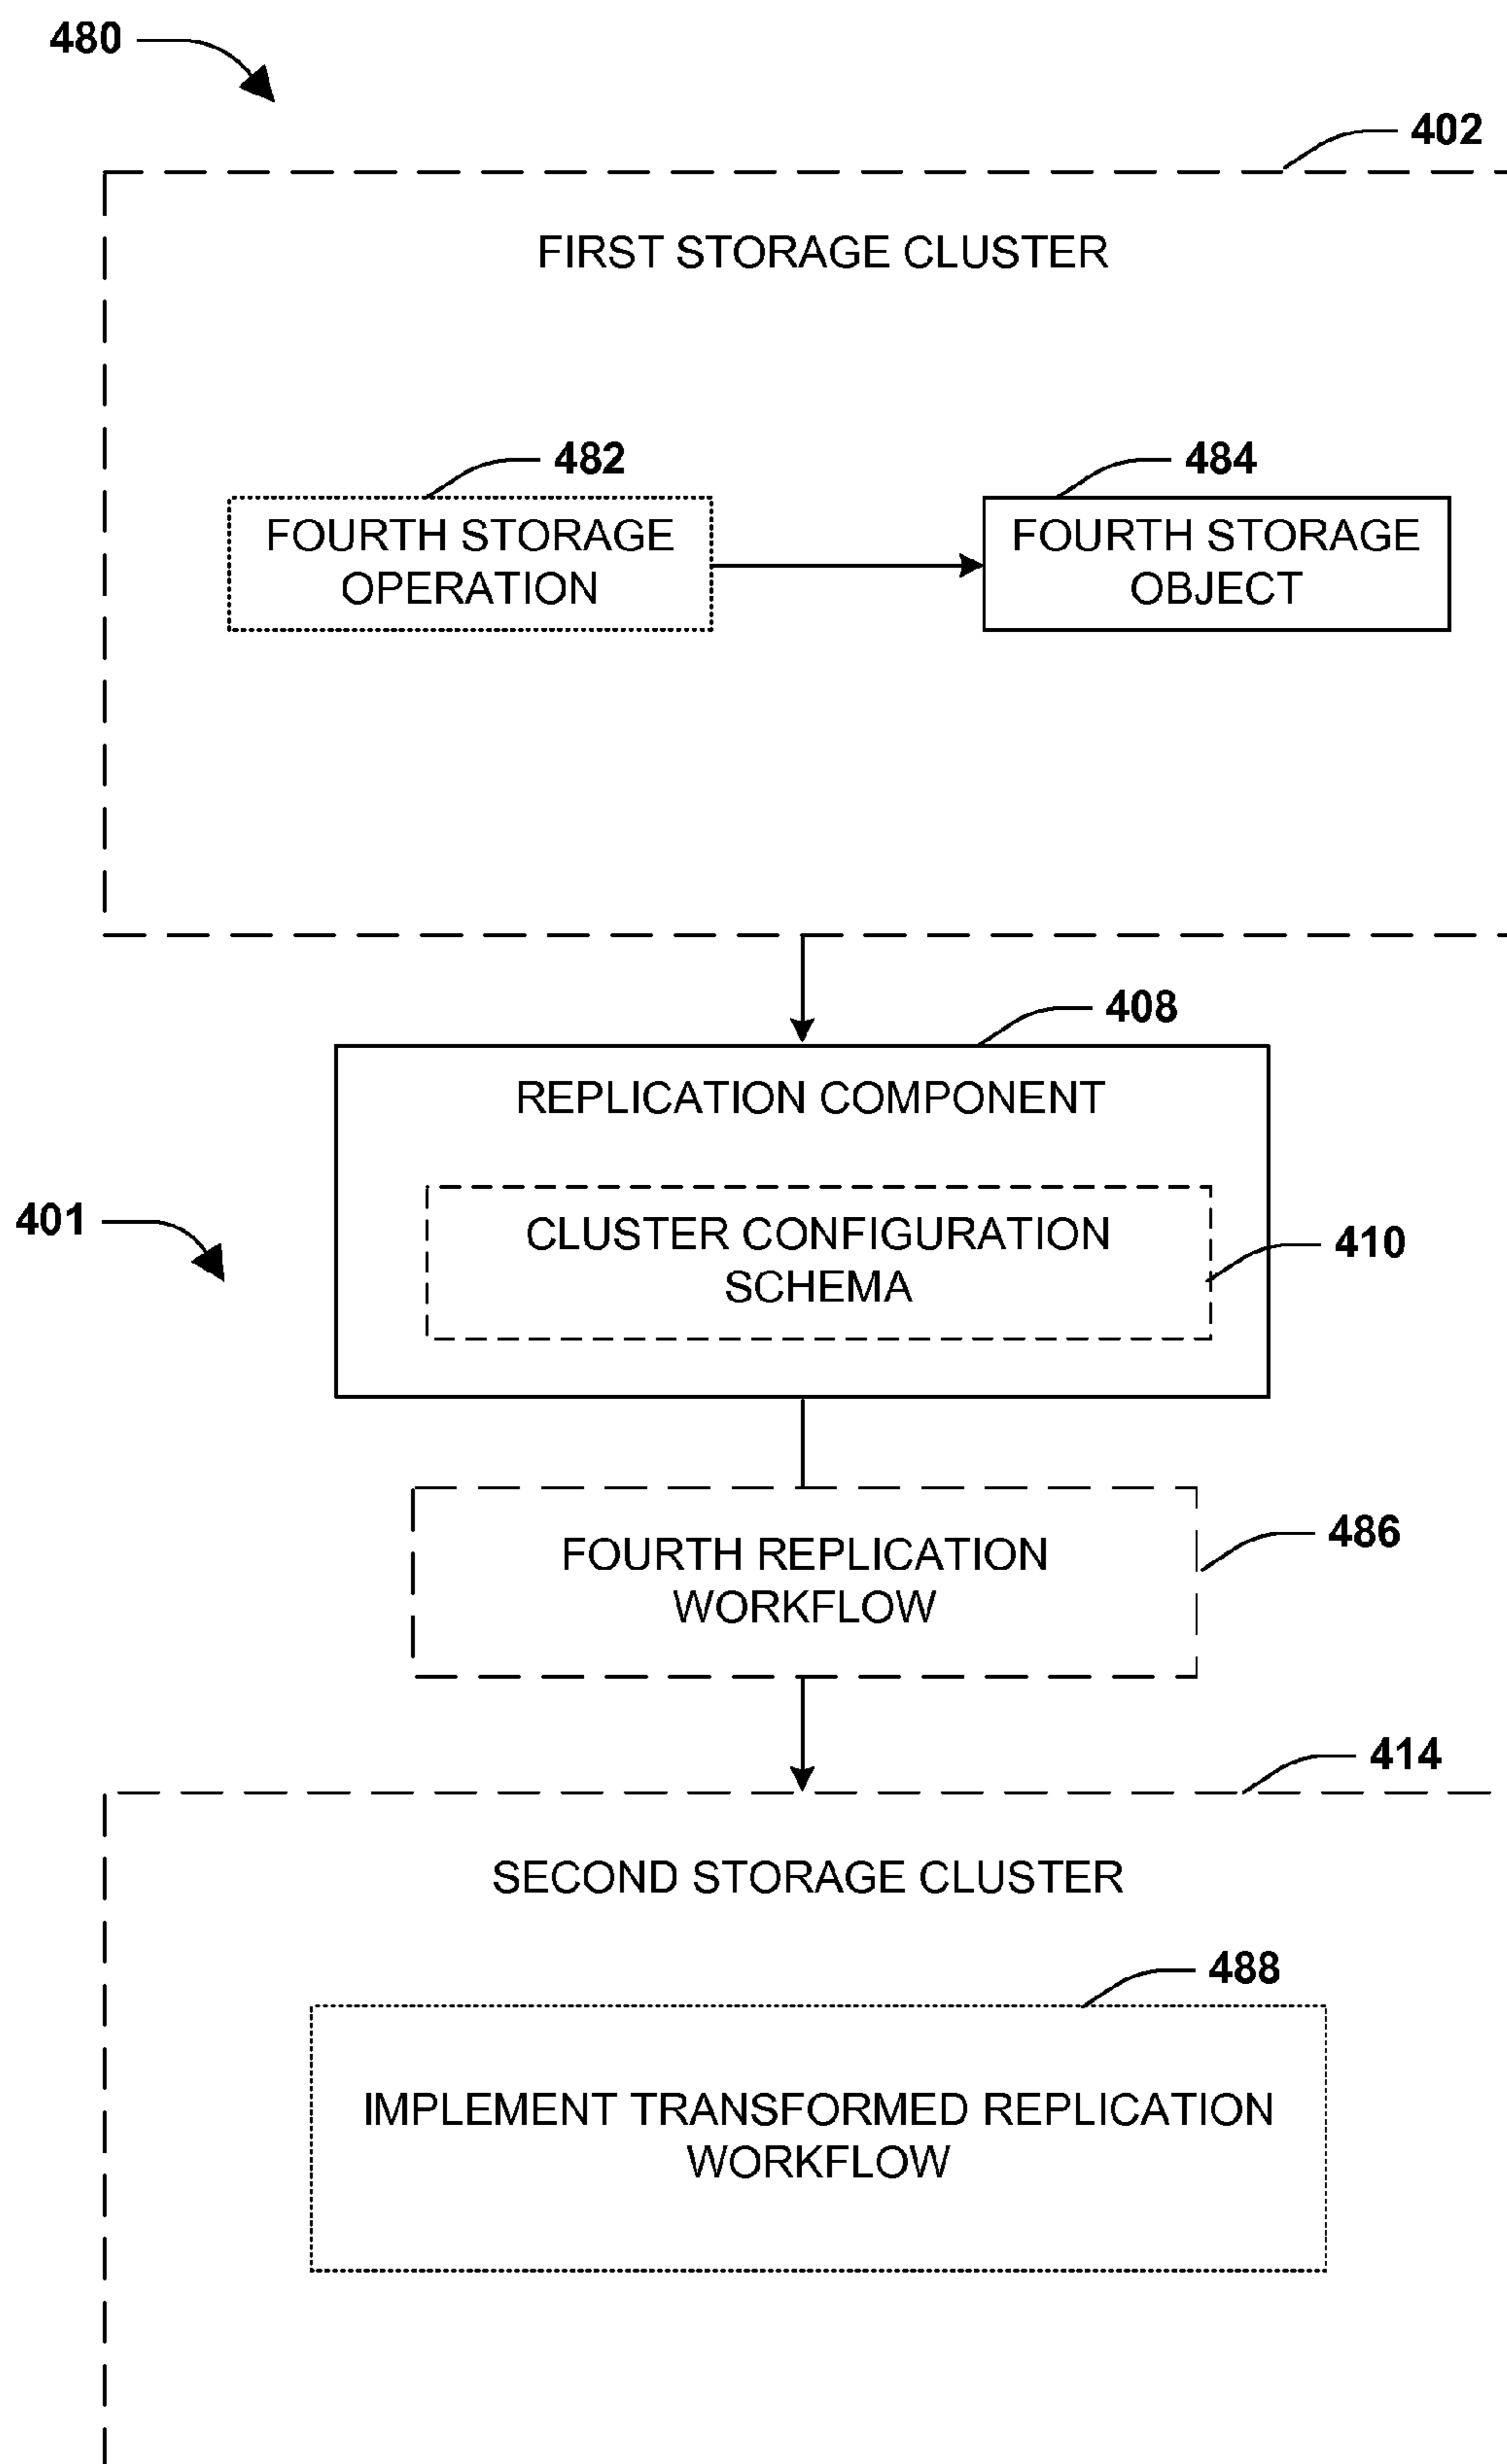 480
402
FIRST STORAGE CLUSTER
482
484
FOURTH STORAGE
OPERATION
FOURTH STORAGE
OBJECT
408
REPLICATION COMPONENT
401
CLUSTER CONFIGURATION
SCHEMA
410
486
FOURTH REPLICATION
WORKFLOW
414
SECOND STORAGE CLUSTER
488
IMPLEMENT TRANSFORMED REPLICATION
WORKFLOW